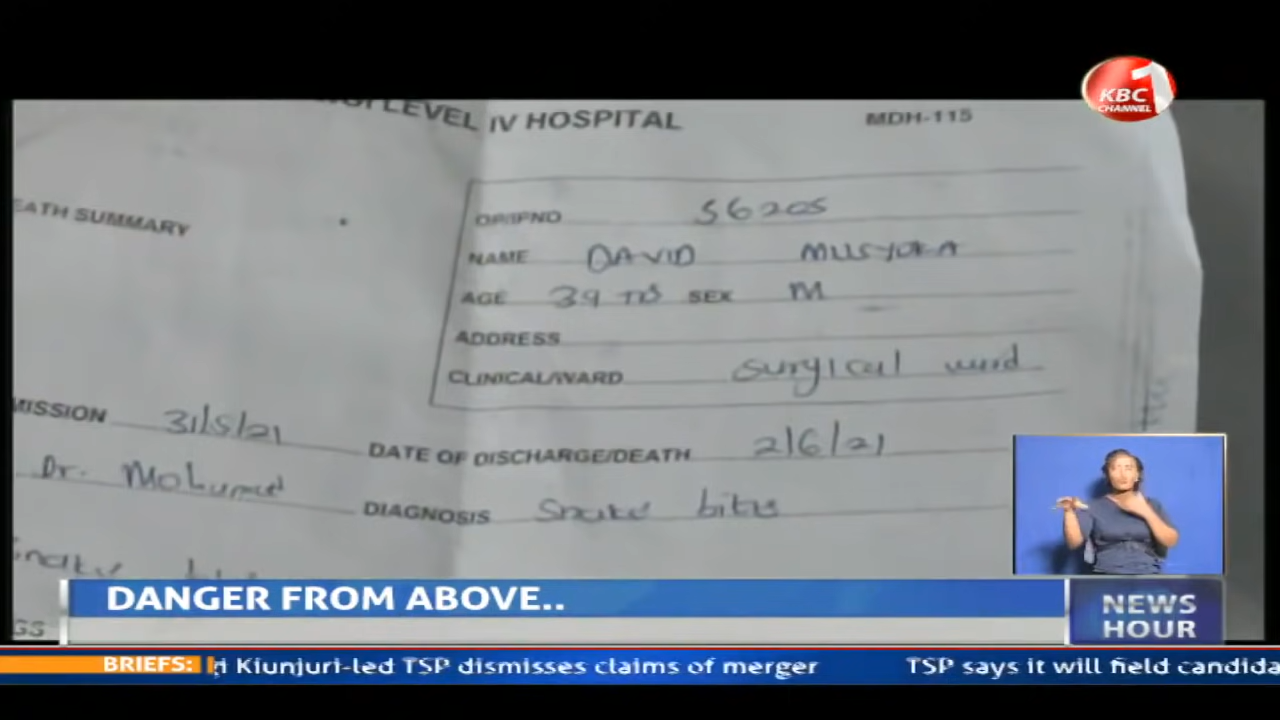 KBC
CHANNEL 1
LEVEL IV HOSPITAL
MDH-115
EATH SUMMARY
OP/IPNO 56205
NAME DAVID MUSYOKA
AGE 39 SEX M
ADDRESS
CLINICAL/WARD surgical ward
MISSION 31/5/21 DATE OF DISCHARGE/DEATH 2/6/21
Dr. Mohumed DIAGNOSIS Snake bites
DANGER FROM ABOVE..
NEWS
HOUR
BRIEFS: gi Kiunjuri-led TSP dismisses claims of merger TSP says it will field candida